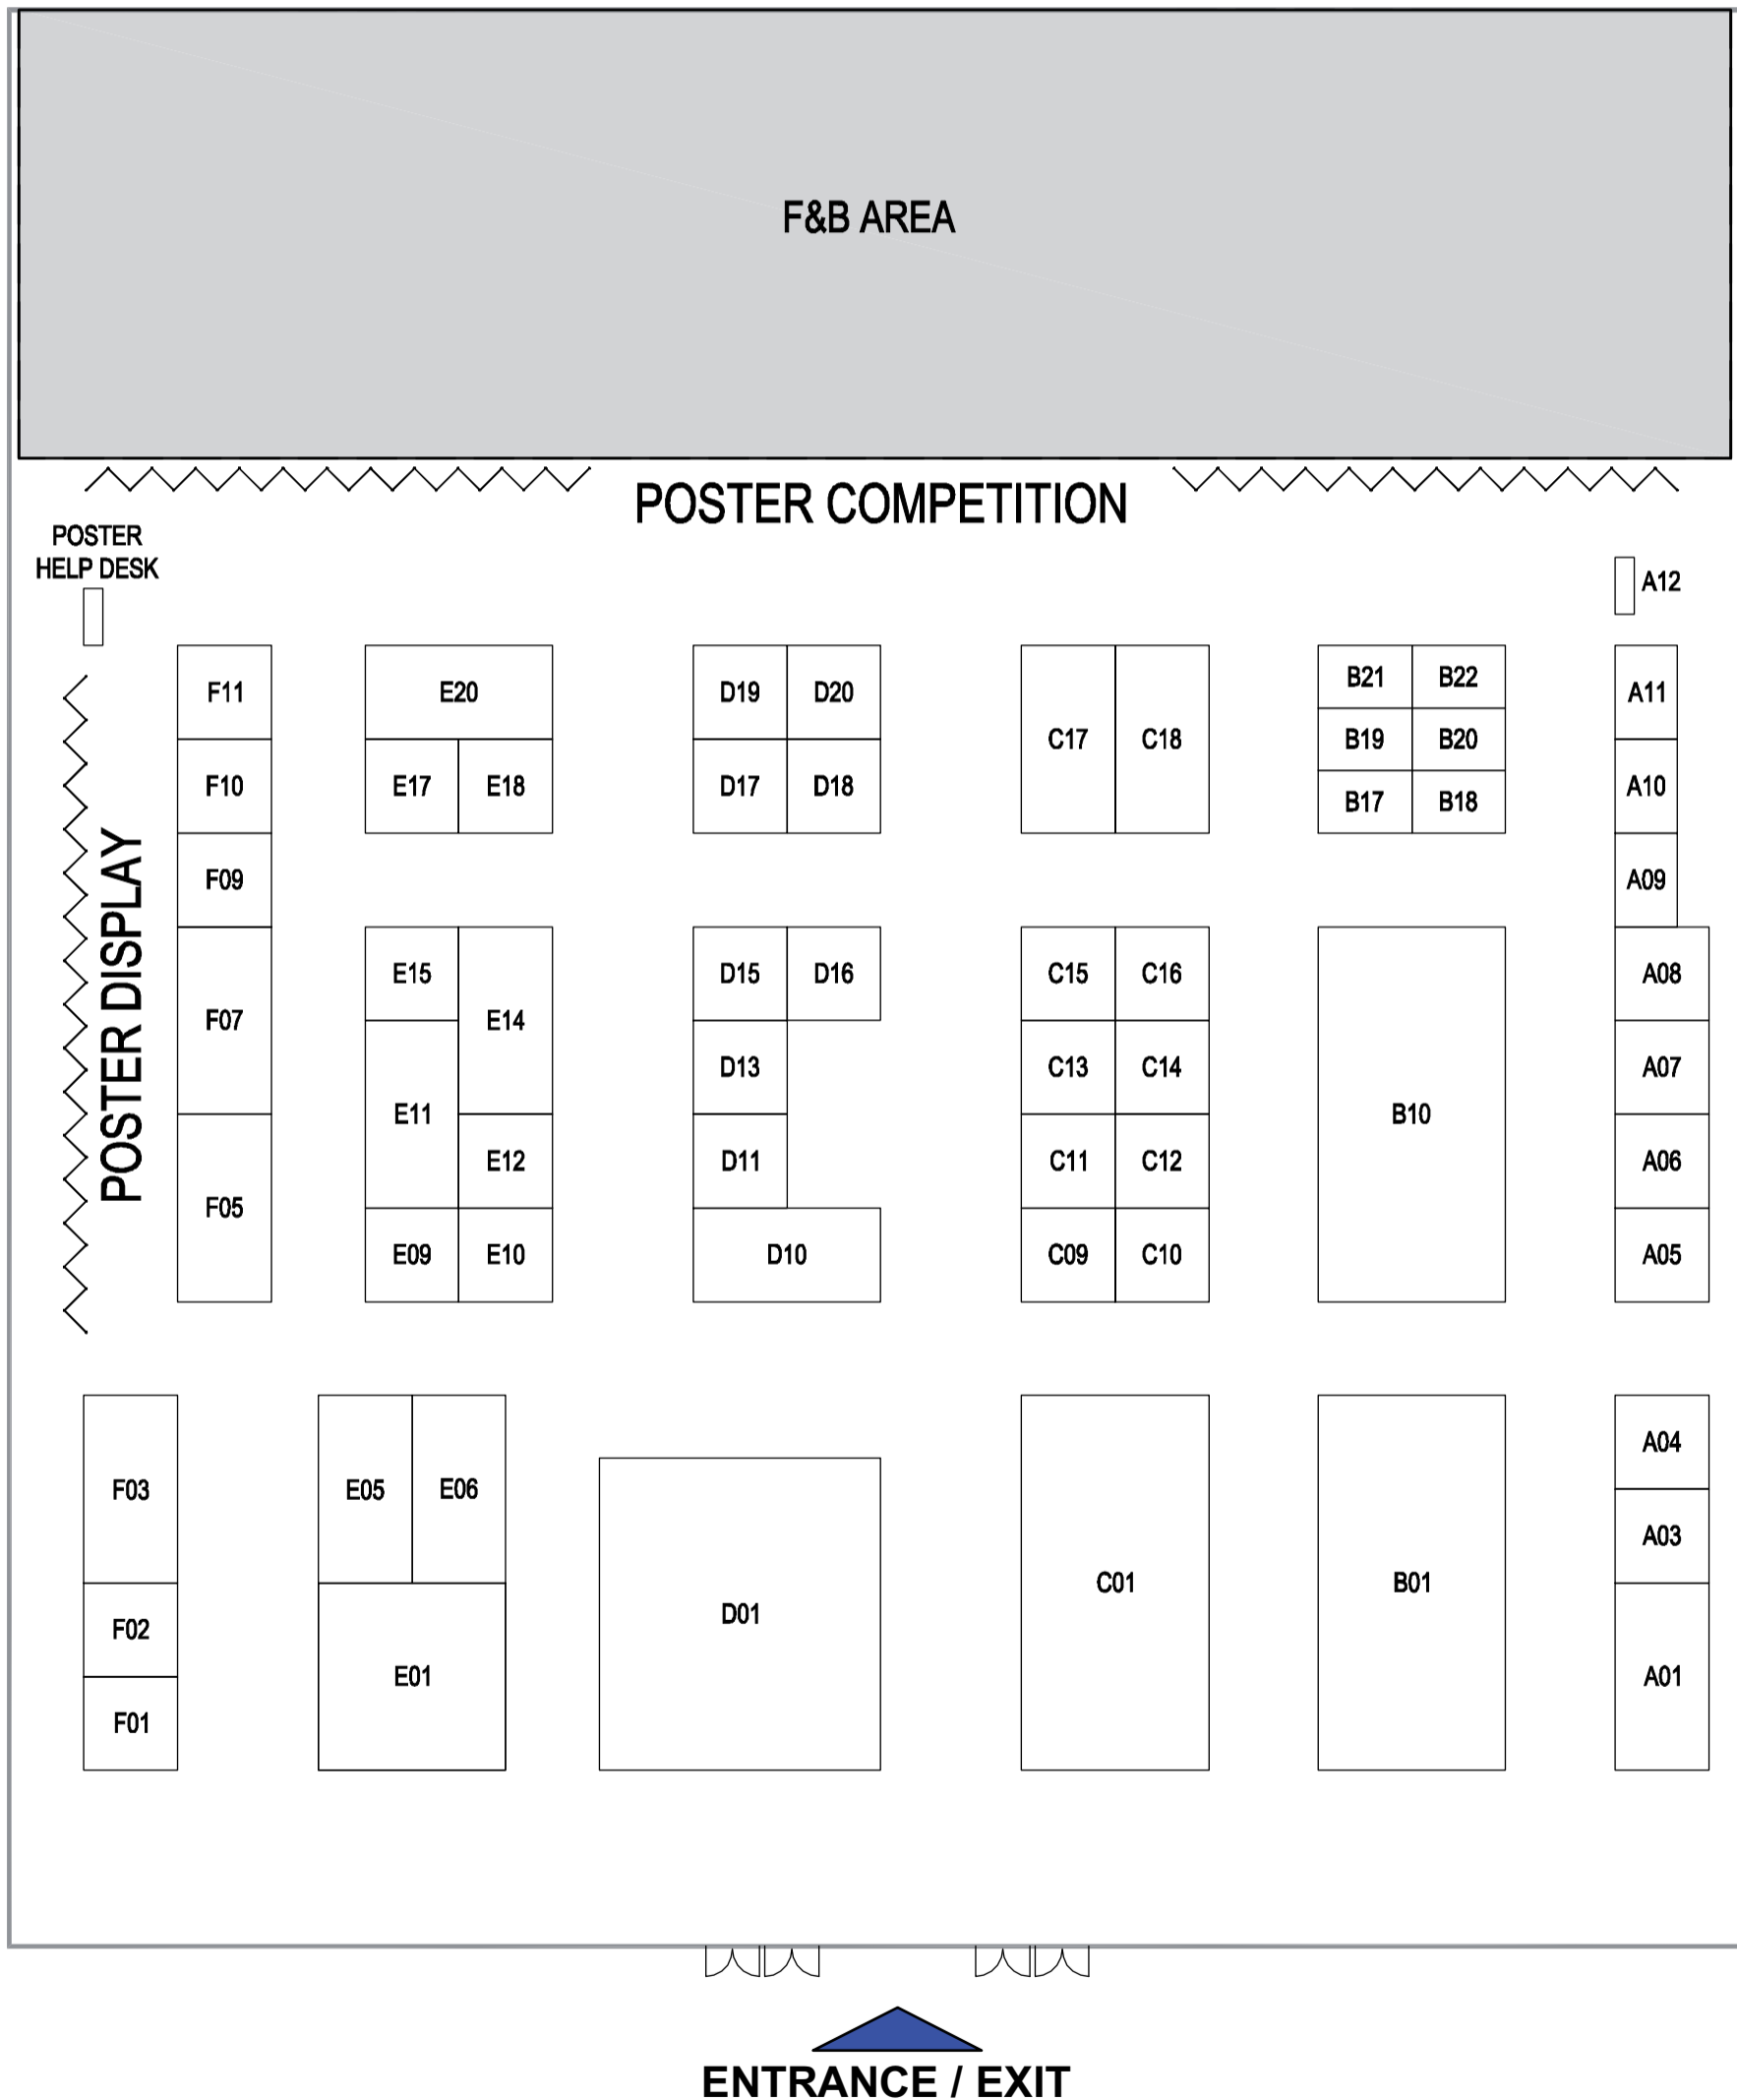 F&B AREA
POSTER COMPETITION
POSTER
HELP DESK
A12
F11
E20
D19
D20
C17
C18
B21
B22
A11
B19
B20
F10
E17
E18
D17
D18
B17
B18
A10
F09
A09
POSTER DISPLAY
F07
E15
E14
D15
D16
C15
C16
B10
A08
E11
D13
C13
C14
A07
F05
E12
D11
C11
C12
A06
E09
E10
D10
C09
C10
A05
F03
E05
E06
D01
C01
B01
A04
A03
F02
E01
A01
F01
ENTRANCE / EXIT